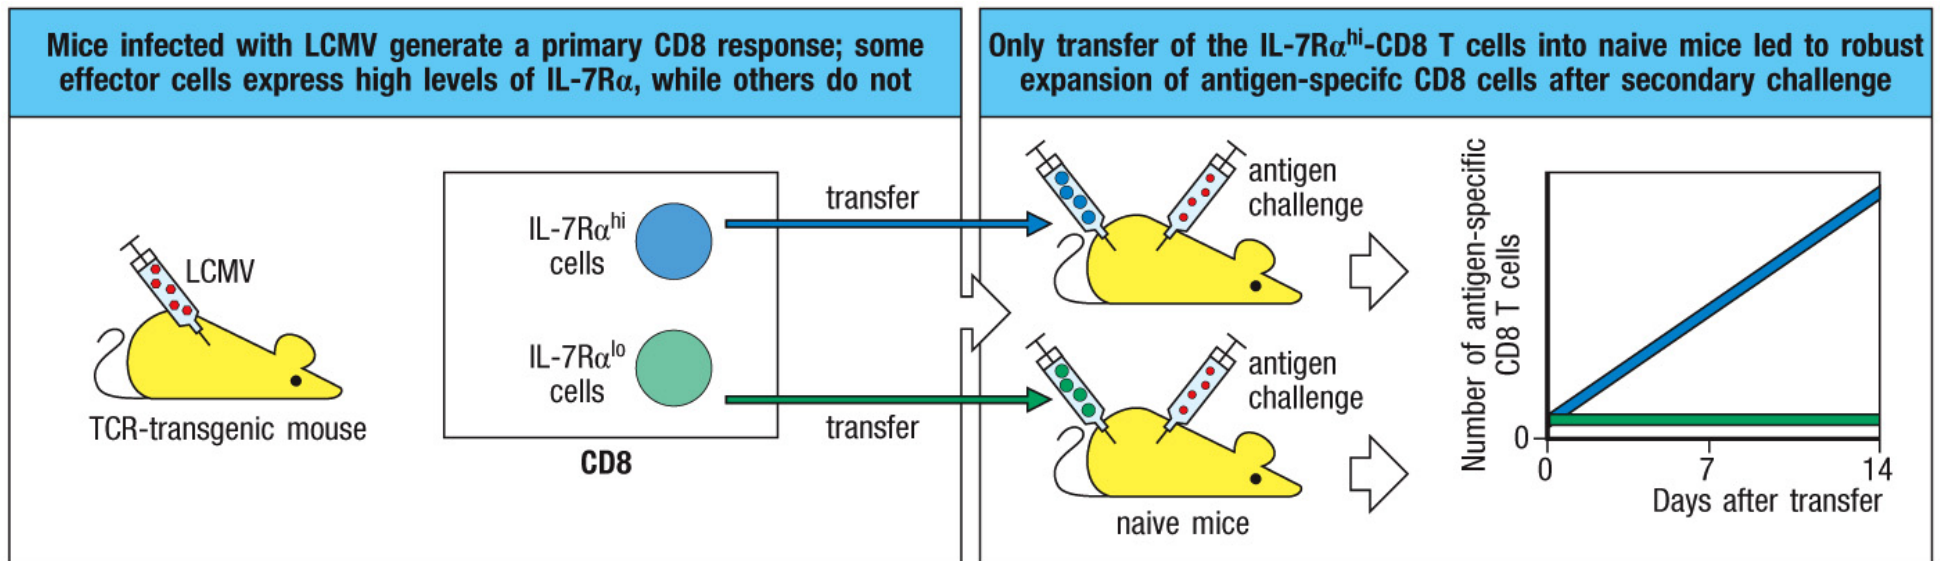 Mice infected with LCMV generate a primary CD8 response; some
effector cells express high levels of IL-7Rα, while others do not
LCMV
TCR-transgenic mouse
IL-7Rαhi
cells
IL-7Rαlo
cells
CD8
transfer
transfer
Only transfer of the IL-7Rαhi-CD8 T cells into naive mice led to robust
expansion of antigen-specifc CD8 cells after secondary challenge
antigen
challenge
antigen
challenge
naive mice
Number of antigen-specific
CD8 T cells
0
0 7 14
Days after transfer